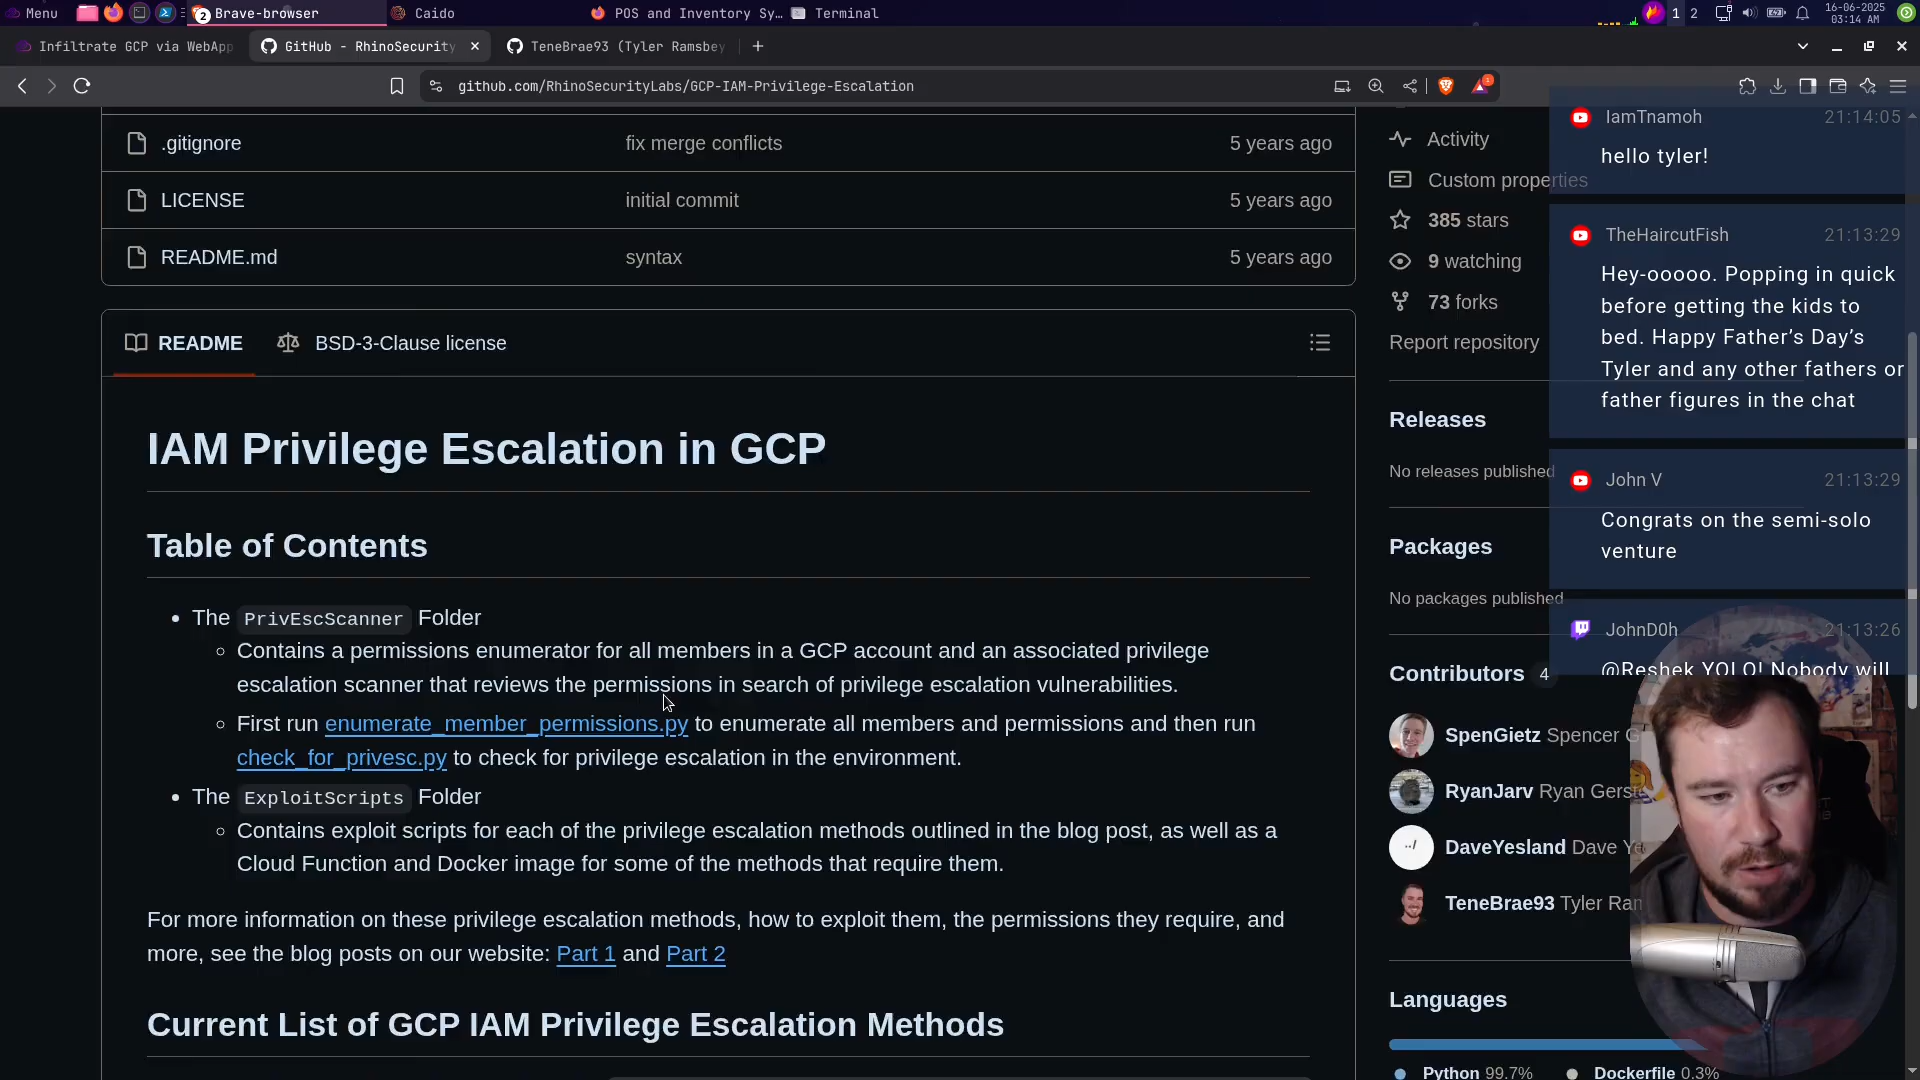 Menu
2
Brave-browser
Caido
POS and Inventory Sy...
Terminal
1
2
16-06-2025
03:14 AM
Infiltrate GCP via WebApp
GitHub - RhinoSecurity
TeneBrae93 (Tyler Ramsbey
github.com/RhinoSecurityLabs/GCP-IAM-Privilege-Escalation
1
.gitignore
fix merge conflicts
5 years ago
LICENSE
initial commit
5 years ago
README.md
syntax
5 years ago
README
BSD-3-Clause license
IAM Privilege Escalation in GCP
Table of Contents
The PrivEscScanner Folder
Contains a permissions enumerator for all members in a GCP account and an associated privilege
escalation scanner that reviews the permissions in search of privilege escalation vulnerabilities.
First run enumerate_member_permissions.py to enumerate all members and permissions and then run
check_for_privesc.py to check for privilege escalation in the environment.
The ExploitScripts Folder
Contains exploit scripts for each of the privilege escalation methods outlined in the blog post, as well as a
Cloud Function and Docker image for some of the methods that require them.
For more information on these privilege escalation methods, how to exploit them, the permissions they require, and
more, see the blog posts on our website: Part 1 and Part 2
Current List of GCP IAM Privilege Escalation Methods
Activity
Custom properties
385 stars
9 watching
73 forks
Report repository
Releases
No releases published
Packages
No packages published
Contributors 4
SpenGietz Spencer G
RyanJarv Ryan Gers
DaveYesland Dave Ye
TeneBrae93 Tyler Ram
Languages
Python 99.7%
Dockerfile 0.3%
IamTnamoh
21:14:05
hello tyler!
TheHaircutFish
21:13:29
Hey-ooooo. Popping in quick
before getting the kids to
bed. Happy Father's Day's
Tyler and any other fathers or
father figures in the chat
John V
21:13:29
Congrats on the semi-solo
venture
JohnD0h
21:13:26
@Reshek YOLO! Nobody will